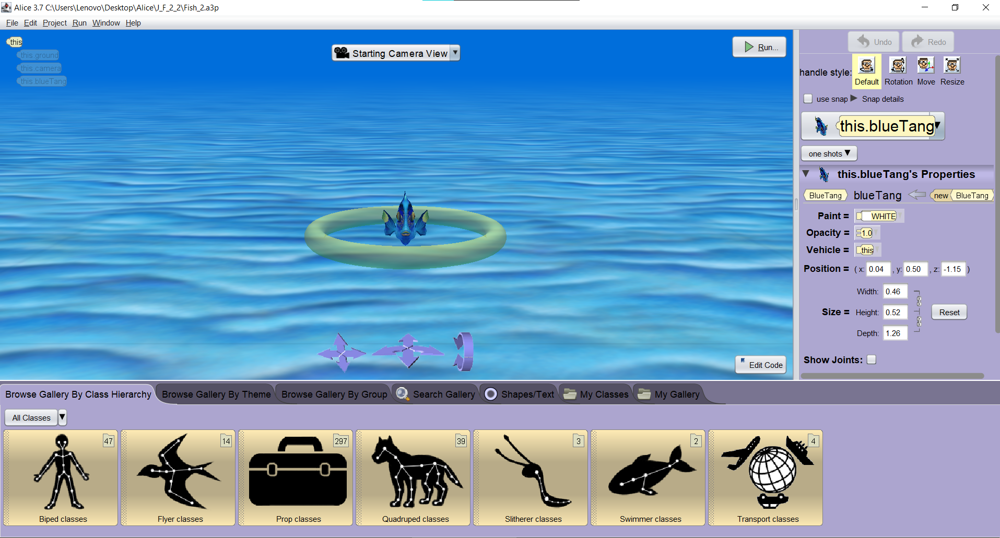 Alice 3.7 C:\Users\Lenovo\Desktop\Alice\J_F_2_2\Fish_2.a3p
File Edit Project Run Window Help
this
this.ground
this.camera
this.blueTang
Starting Camera View
Run...
Edit Code
Undo Redo
handle style:
Default Rotation Move Resize
use snap Snap details
this.blueTang
one shots
this.blueTang's Properties
BlueTang blueTang new BlueTang
Paint = WHITE
Opacity = 1.0
Vehicle = this
Position = ( x: 0.04 , y: 0.50 , z: -1.15 )
Width: 0.46
Size = Height: 0.52 Reset
Depth: 1.26
Show Joints:
Browse Gallery By Class Hierarchy Browse Gallery By Theme Browse Gallery By Group Search Gallery Shapes/Text My Classes My Gallery
All Classes
47 14 297 39 3 2 4
Biped classes Flyer classes Prop classes Quadruped classes Slitherer classes Swimmer classes Transport classes